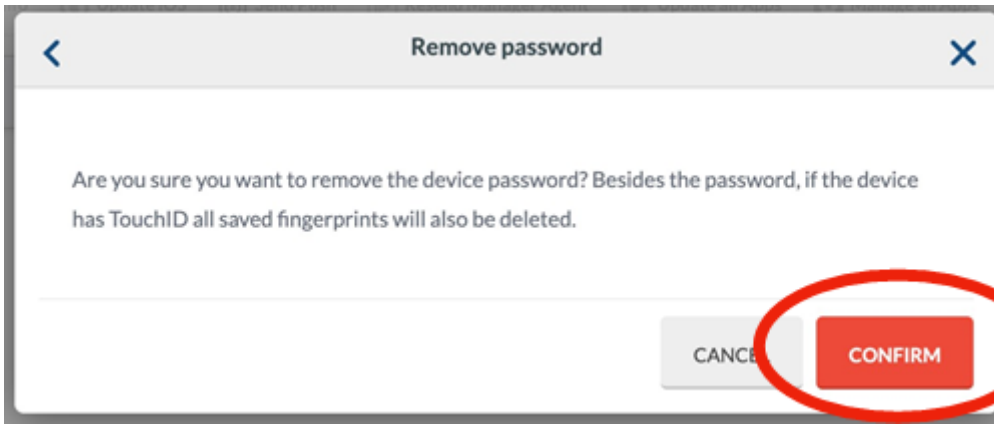 Remove password
Are you sure you want to remove the device password? Besides the password, if the device
has TouchID all saved fingerprints will also be deleted.
CANCE
CONFIRM